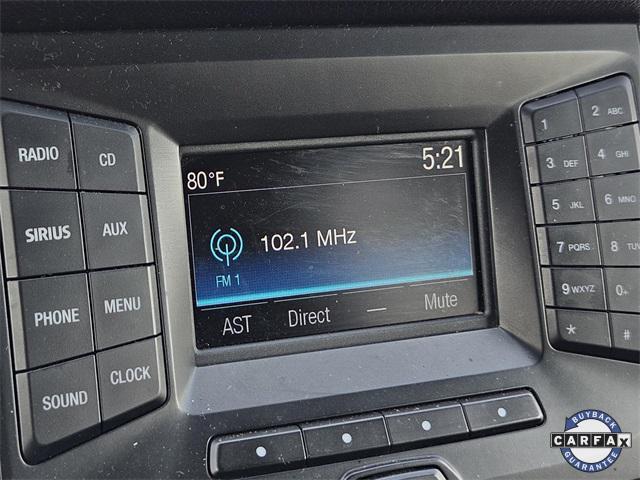 RADIO
CD
SIRIUS
AUX
PHONE
MENU
SOUND
CLOCK
80°F
5:21
102.1 MHz
FM 1
AST Direct — Mute
1
2 ABC
3 DEF
4 GHI
5 JKL
6 MNO
7 PQRS
8 TUV
9 WXYZ
0+
*
#
BUYBACK
CARFAX
GUARANTEE